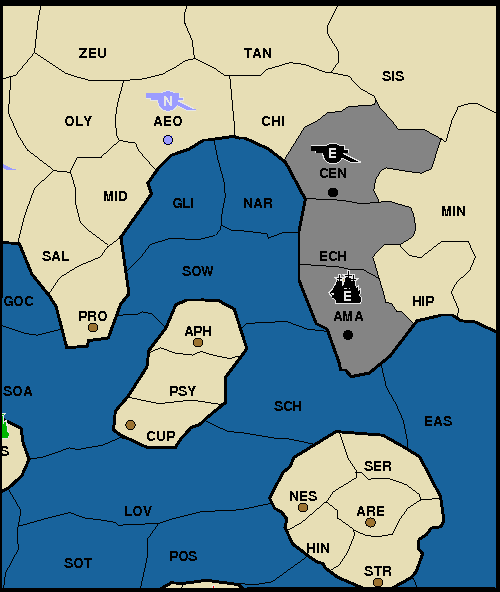 ZEU
TAN
SIS
N
OLY
AEO
CHI
E
CEN
MID
GLI
NAR
MIN
SAL
ECH
SOW
GOC
E
HIP
PRO
AMA
APH
SOA
PSY
SCH
EAS
CUP
S
SER
NES
ARE
LOV
HIN
SOT
POS
STR